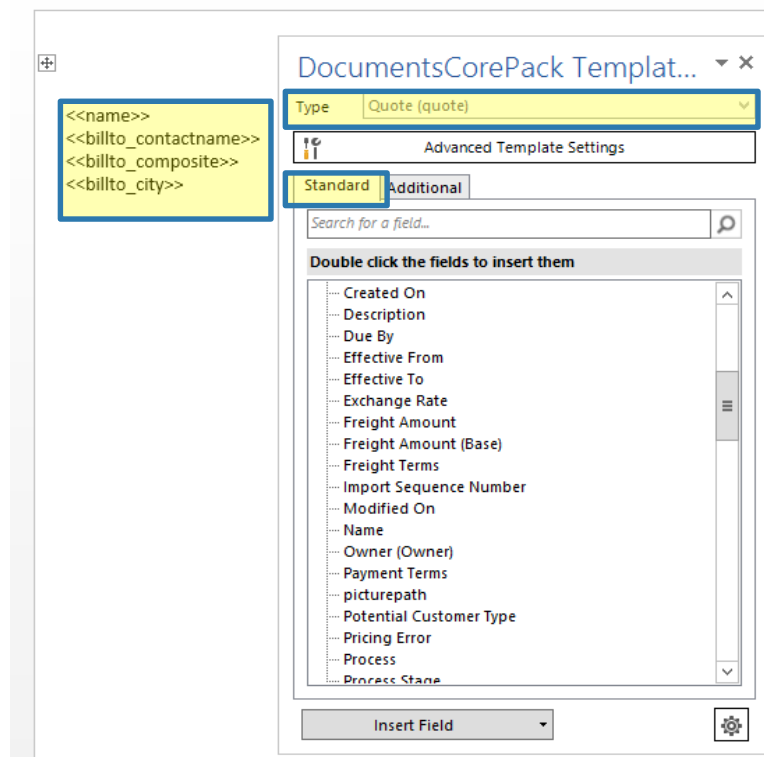 DocumentsCorePack Templat...
<<name>>
<<billto_contactname>>
<<billto_composite>>
<<billto_city>>
Type Quote (quote)
Advanced Template Settings
Standard Additional
Search for a field...
Double click the fields to insert them
Created On
Description
Due By
Effective From
Effective To
Exchange Rate
Freight Amount
Freight Amount (Base)
Freight Terms
Import Sequence Number
Modified On
Name
Owner (Owner)
Payment Terms
picturepath
Potential Customer Type
Pricing Error
Process
Process Stage
Insert Field